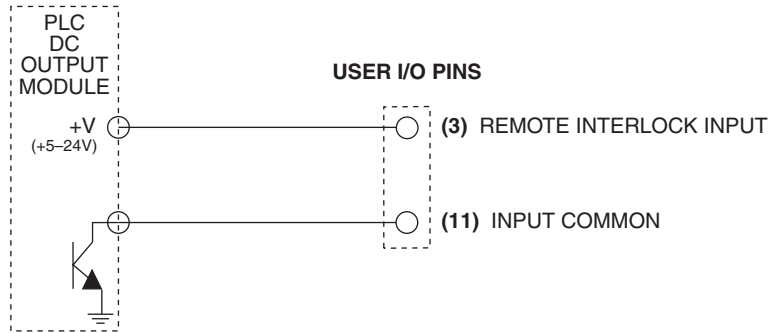 PLC
DC
OUTPUT
MODULE
USER I/O PINS
+V
(+5–24V)
(3) REMOTE INTERLOCK INPUT
(11) INPUT COMMON